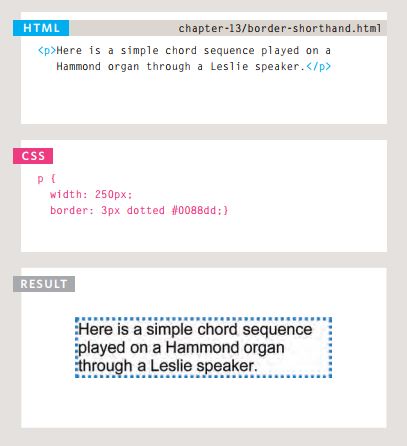 HTML chapter-13/border-shorthand.html
<p>Here is a simple chord sequence played on a
Hammond organ through a Leslie speaker.</p>
CSS
p {
width: 250px;
border: 3px dotted #0088dd;}
RESULT
Here is a simple chord sequence
played on a Hammond organ
through a Leslie speaker.